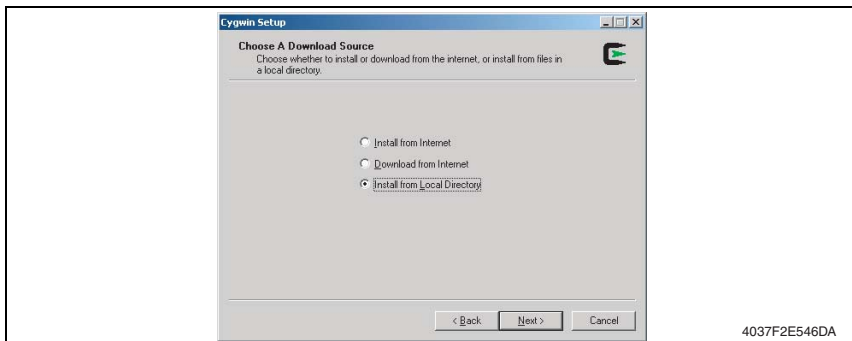 Cygwin Setup
Choose A Download Source
Choose whether to install or download from the internet, or install from files in
a local directory.
Install from Internet
Download from Internet
Install from Local Directory
< Back
Next >
Cancel
4037F2E546DA